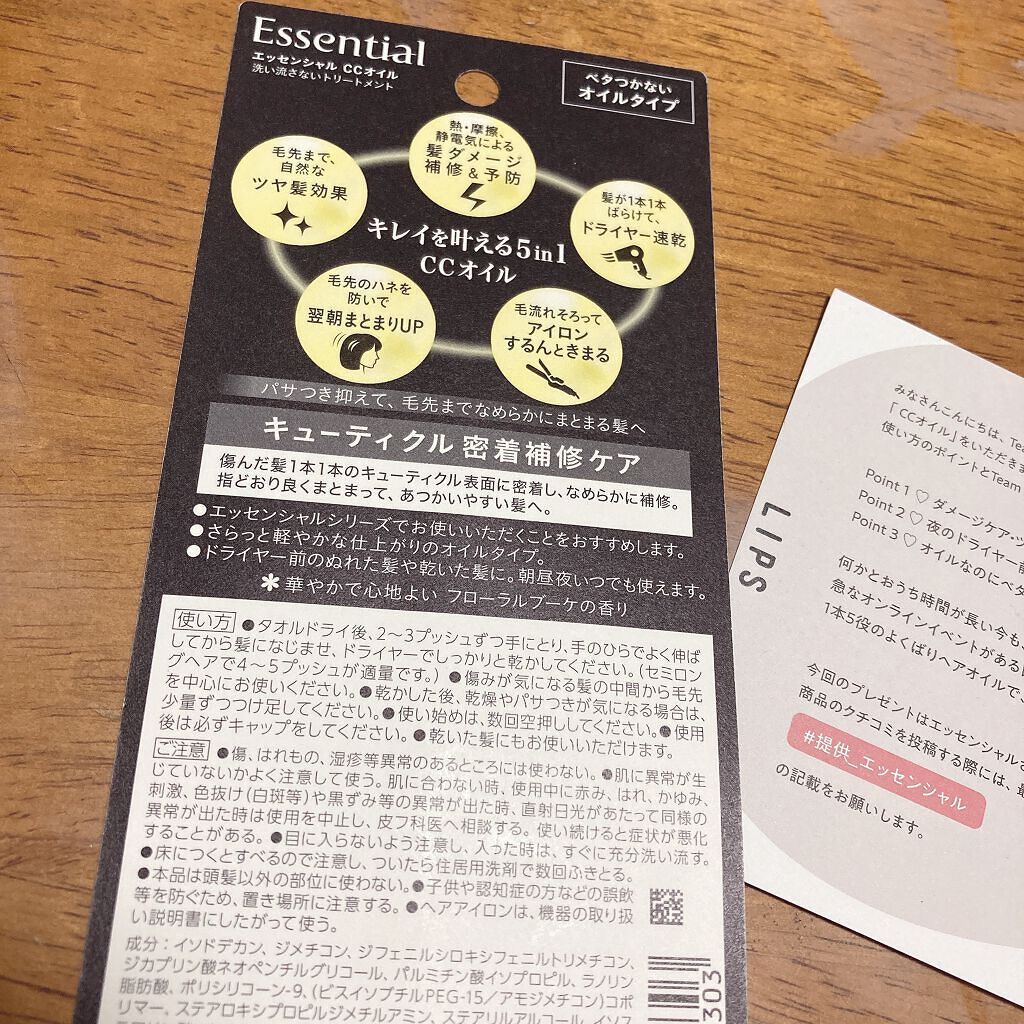 Essential
エッセンシャル CCオイル
洗い流さないトリートメント
ベタつかない
オイルタイプ
熱・摩擦、
静電気による
髪ダメージ
補修&予防
毛先まで、
自然な
ツヤ髪効果
髪が1本1本
ばらけて、
ドライヤー速乾
キレイを叶える5in1
CCオイル
毛先のハネを
防いで
翌朝まとまりUP
毛流れそろって
アイロン
するんときまる
パサつき抑えて、毛先までなめらかにまとまる髪へ
キューティクル密着補修ケア
傷んだ髪1本1本のキューティクル表面に密着し、なめらかに補修。
指どおり良くまとまって、あつかいやすい髪へ。
●エッセンシャルシリーズでお使いいただくことをおすすめします。
●さらっと軽やかな仕上がりのオイルタイプ。
●ドライヤー前のぬれた髪や乾いた髪に。朝昼夜いつでも使えます。
＊華やかで心地よい フローラルブーケの香り
使い方 ●タオルドライ後、2〜3プッシュずつ手にとり、手のひらでよく伸ば
してから髪になじませ、ドライヤーでしっかりと乾かしてください。(セミロン
グヘアで4〜5プッシュが適量です。) ●傷みが気になる髪の中間から毛先
を中心にお使いください。●乾かした後、乾燥やパサつきが気になる場合は、
少量ずつつけ足してください。●使い始めは、数回空押ししてください。●使用
後は必ずキャップをしてください。●乾いた髪にもお使いいただけます。
ご注意 ●傷、はれもの、湿疹等異常のあるところには使わない。●肌に異常が生
じていないかよく注意して使う。肌に合わない時、使用中に赤み、はれ、かゆみ、
刺激、色抜け(白斑等)や黒ずみ等の異常が出た時、直射日光があたって同様の
異常が出た時は使用を中止し、皮フ科医へ相談する。使い続けると症状が悪化
することがある。●目に入らないよう注意し、入った時は、すぐに充分洗い流す。
●床につくとすべるので注意し、ついたら住居用洗剤で数回ふきとる。
●本品は頭髪以外の部位に使わない。●子供や認知症の方などの誤飲
等を防ぐため、置き場所に注意する。●ヘアアイロンは、機器の取り扱
い説明書にしたがって使う。
成分：イソドデカン、ジメチコン、ジフェニルシロキシフェニルトリメチコン、
ジカプリン酸ネオペンチルグリコール、パルミチン酸イソプロピル、ラノリン
脂肪酸、ポリシリコーン-9、(ビスイソブチルPEG-15/アモジメチコン)コポ
リマー、ステアロキシプロピルジメチルアミン、ステアリルアルコール、イソス
303
LIPS
みなさんこんにちは、Tea
「CCオイル」をいただきま
使い方のポイントとTeam
Point 1 ♡ ダメージケア・ツ
Point 2 ♡ 夜のドライヤー前
Point 3 ♡ オイルなのにベタ
何かとおうち時間が長い今も、
急なオンラインイベントがある
1本5役のよくばりヘアオイルで、
今回のプレゼントはエッセンシャルさ
商品のクチコミを投稿する際には、最
#提供_エッセンシャル
の記載をお願いします。